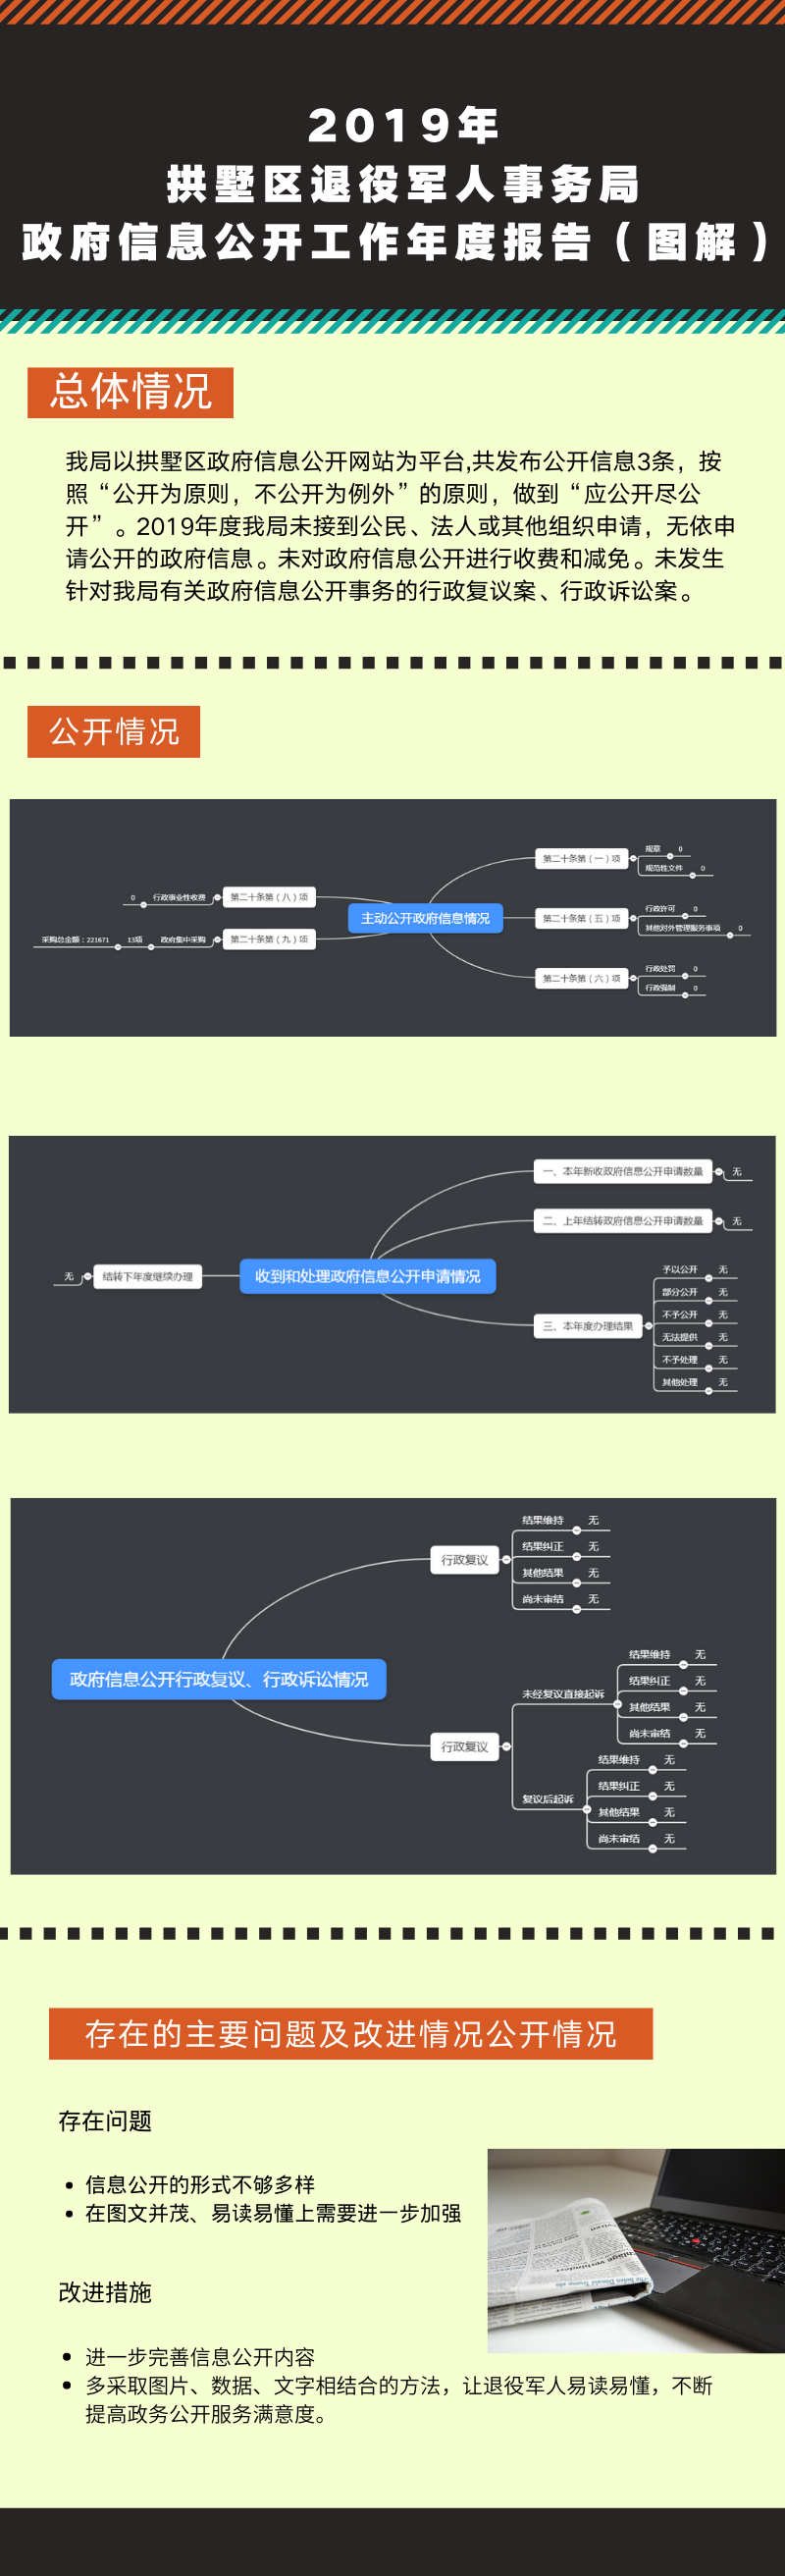 2019年
拱墅区退役军人事务局
政府信息公开工作年度报告（图解）
总体情况
我局以拱墅区政府信息公开网站为平台,共发布公开信息3条，按
照“公开为原则，不公开为例外”的原则，做到“应公开尽公
开”。2019年度我局未接到公民、法人或其他组织申请，无依申
请公开的政府信息。未对政府信息公开进行收费和减免。未发生
针对我局有关政府信息公开事务的行政复议案、行政诉讼案。
公开情况
主动公开政府信息情况
第二十条第（一）项
规章 0
规范性文件 0
第二十条第（五）项
行政许可 0
其他对外管理服务事项 0
第二十条第（六）项
行政处罚 0
行政强制 0
第二十条第（八）项
行政事业性收费 0
第二十条第（九）项
政府集中采购 13项 采购总金额：221671
收到和处理政府信息公开申请情况
一、本年新收政府信息公开申请数量 无
二、上年结转政府信息公开申请数量 无
三、本年度办理结果
予以公开 无
部分公开 无
不予公开 无
无法提供 无
不予处理 无
其他处理 无
结转下年度继续办理 无
政府信息公开行政复议、行政诉讼情况
行政复议
结果维持 无
结果纠正 无
其他结果 无
尚未审结 无
行政复议
未经复议直接起诉
结果维持 无
结果纠正 无
其他结果 无
尚未审结 无
复议后起诉
结果维持 无
结果纠正 无
其他结果 无
尚未审结 无
存在的主要问题及改进情况公开情况
存在问题
信息公开的形式不够多样
在图文并茂、易读易懂上需要进一步加强
改进措施
进一步完善信息公开内容
多采取图片、数据、文字相结合的方法，让退役军人易读易懂，不断
提高政务公开服务满意度。